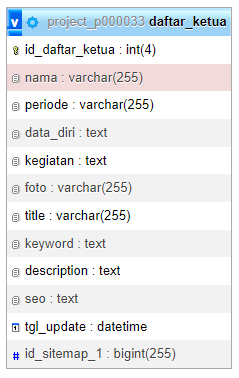 v project_p000033 daftar_ketua
id_daftar_ketua : int(4)
nama : varchar(255)
periode : varchar(255)
data_diri : text
kegiatan : text
foto : varchar(255)
title : varchar(255)
keyword : text
description : text
seo : text
tgl_update : datetime
# id_sitemap_1 : bigint(255)